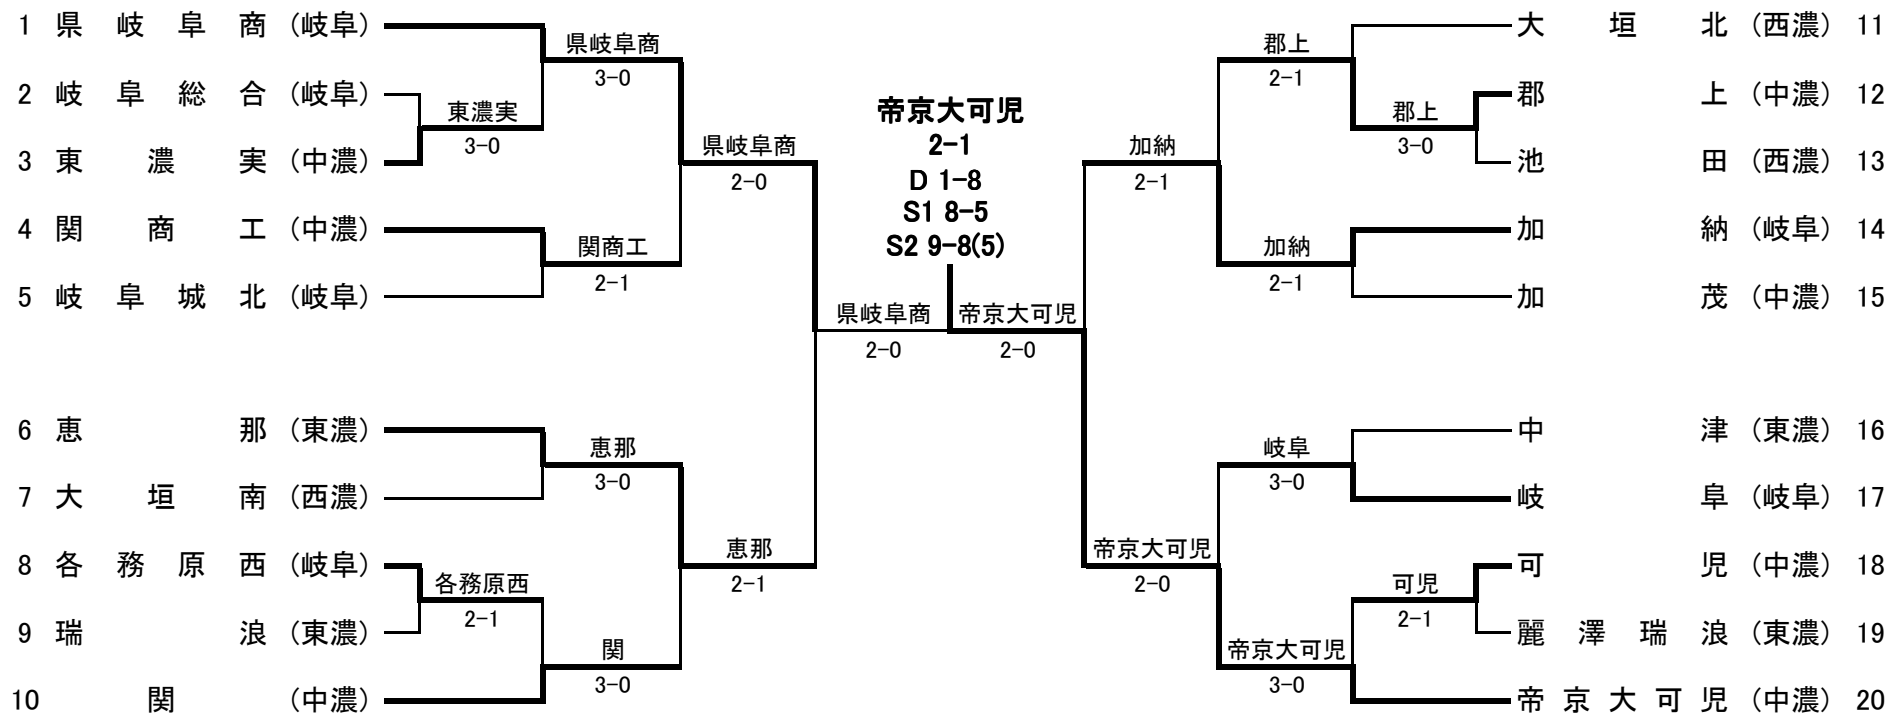 1 県岐阜商 (岐阜)
2 岐阜総合 (岐阜)
3 東濃実 (中濃)
4 関商工 (中濃)
5 岐阜城北 (岐阜)
6 恵那 (東濃)
7 大垣南 (西濃)
8 各務原西 (岐阜)
9 瑞浪 (東濃)
10 関 (中濃)
東濃実
3-0
各務原西
2-1
県岐阜商
3-0
関商工
2-1
恵那
3-0
関
3-0
県岐阜商
2-0
恵那
2-1
県岐阜商
2-0
帝京大可児
2-1
D 1-8
S1 8-5
S2 9-8(5)
帝京大可児
2-0
加納
2-1
帝京大可児
2-0
郡上
2-1
加納
2-1
岐阜
3-0
帝京大可児
3-0
郡上
3-0
可児
2-1
大垣北 (西濃) 11
郡上 (中濃) 12
池田 (西濃) 13
加納 (岐阜) 14
加茂 (中濃) 15
中津 (東濃) 16
岐阜 (岐阜) 17
可児 (中濃) 18
麗澤瑞浪 (東濃) 19
帝京大可児 (中濃) 20